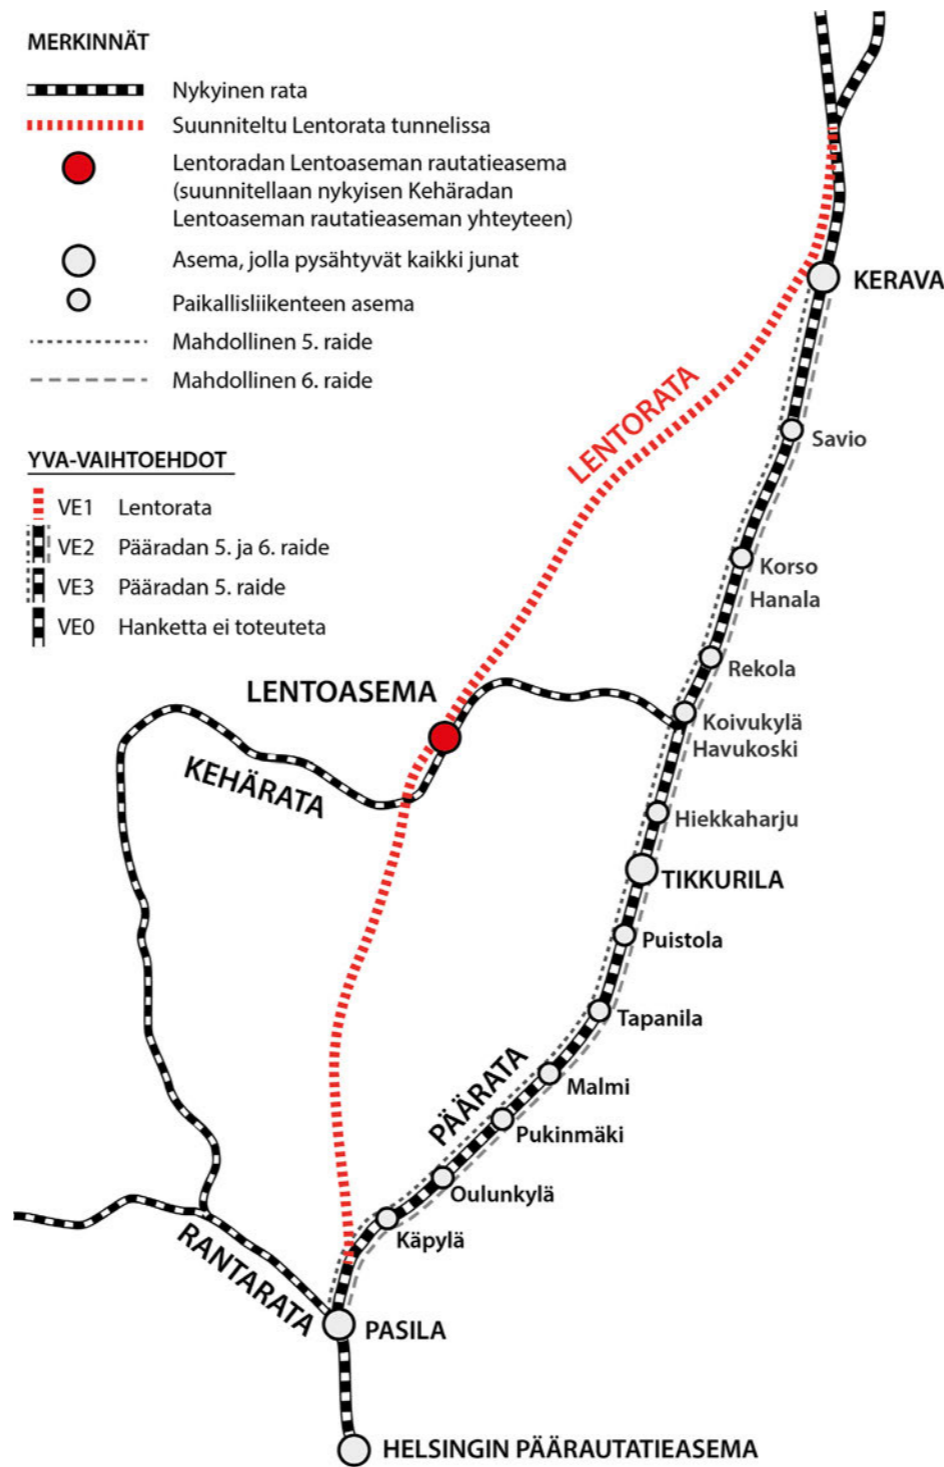 MERKINNÄT
Nykyinen rata
Suunniteltu Lentorata tunnelissa
Lentoradan Lentoaseman rautatieasema
(suunnitellaan nykyisen Kehäradan
Lentoaseman rautatieaseman yhteyteen)
Asema, jolla pysähtyvät kaikki junat
Paikallisliikenteen asema
Mahdollinen 5. raide
Mahdollinen 6. raide
YVA-VAIHTOEHDOT
VE1 Lentorata
VE2 Pääradan 5. ja 6. raide
VE3 Pääradan 5. raide
VE0 Hanketta ei toteuteta
KERAVA
LENTORATA
Savio
Korso
Hanala
Rekola
LENTOASEMA
Koivukylä
Havukoski
KEHÄRATA
Hiekkaharju
TIKKURILA
Puistola
Tapanila
PÄÄRATA
Malmi
Pukinmäki
Oulunkylä
Käpylä
RANTARATA
PASILA
HELSINGIN PÄÄRAUTATIEASEMA